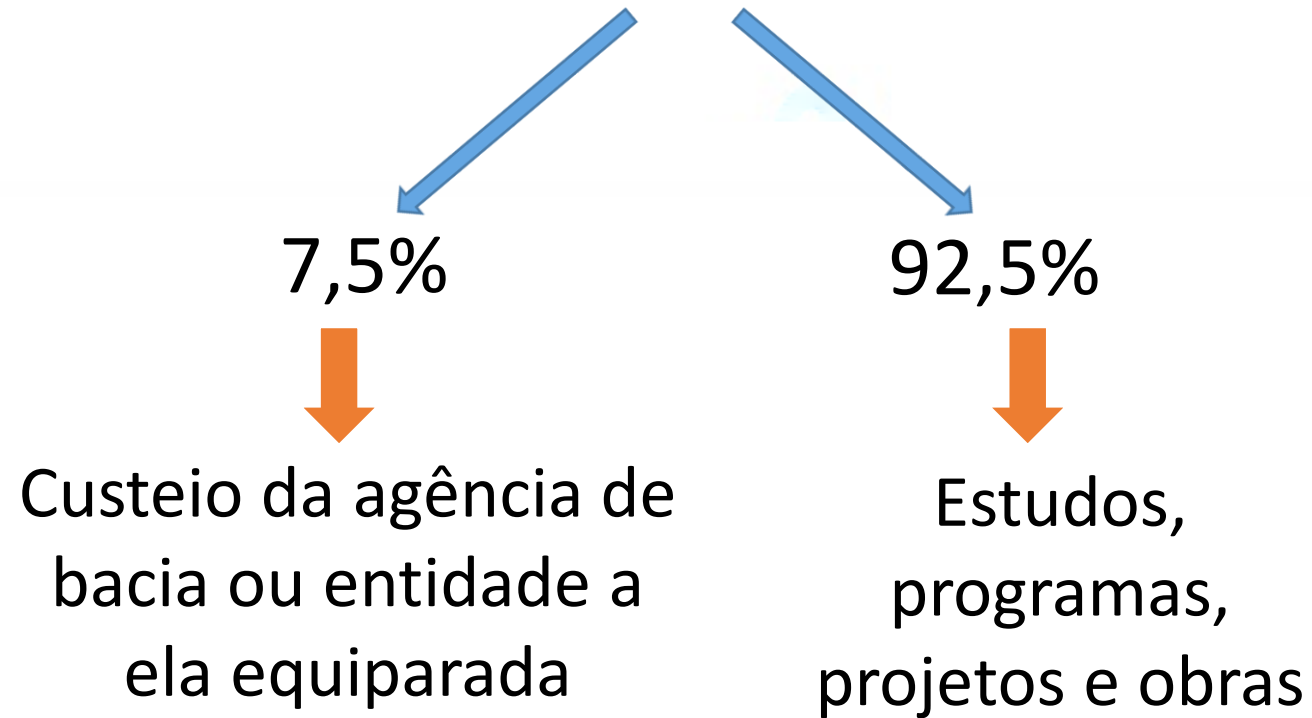 7,5%
92,5%
Custeio da agência de
bacia ou entidade a
ela equiparada
Estudos,
programas,
projetos e obras